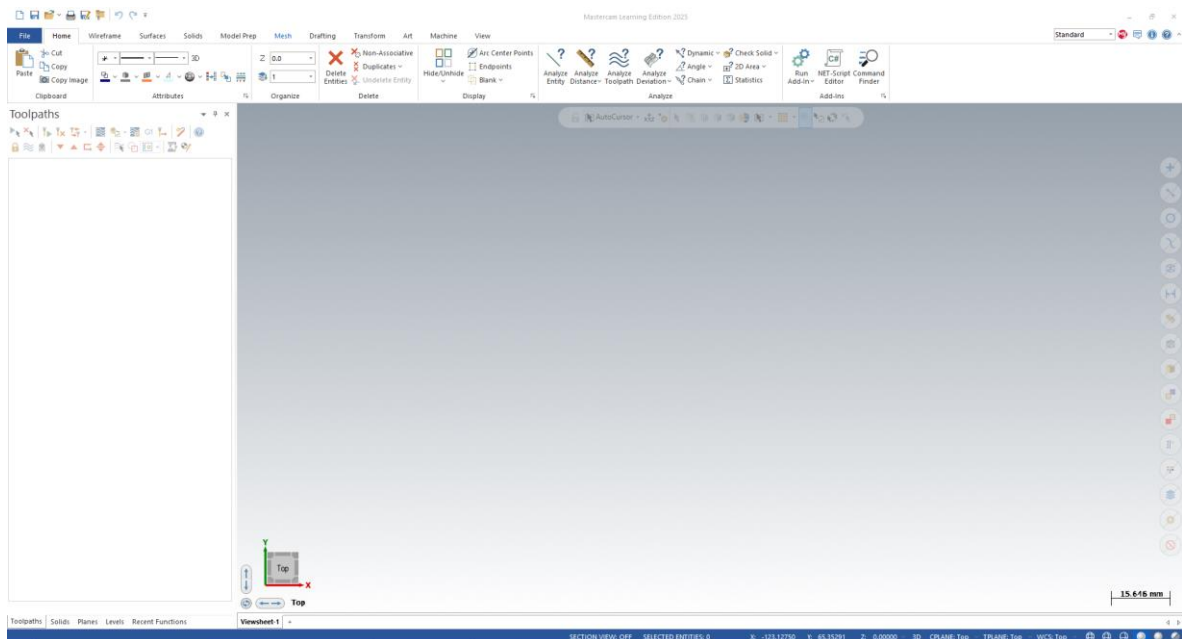 Mastercam Learning Edition 2025
File Home Wireframe Surfaces Solids Model Prep Mesh Drafting Transform Art Machine View
Standard
Paste
Cut
Copy
Copy Image
Clipboard
3D
Attributes
Z 0.0
1
Organize
Delete Entities
Non-Associative
Duplicates
Undelete Entity
Delete
Hide/Unhide
Arc Center Points
Endpoints
Blank
Display
Analyze Entity
Analyze Distance
Analyze Toolpath
Analyze Deviation
Dynamic
Angle
Chain
Check Solid
2D Area
Statistics
Analyze
Run Add-In
NET-Script Editor
Command Finder
Add-Ins
Toolpaths
AutoCursor
Y
Top
X
Top
15.646 mm
Toolpaths Solids Planes Levels Recent Functions
Viewsheet-1 +
SECTION VIEW: OFF SELECTED ENTITIES: 0 X: -123.12750 Y: 65.35291 Z: 0.00000 3D CPLANE: Top TPLANE: Top WCS: Top